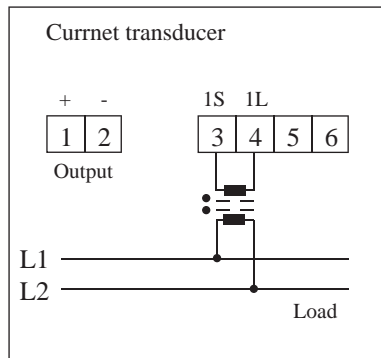 Currnet transducer
+ - 1S 1L
1 2 3 4 5 6
Output
L1
L2
Load